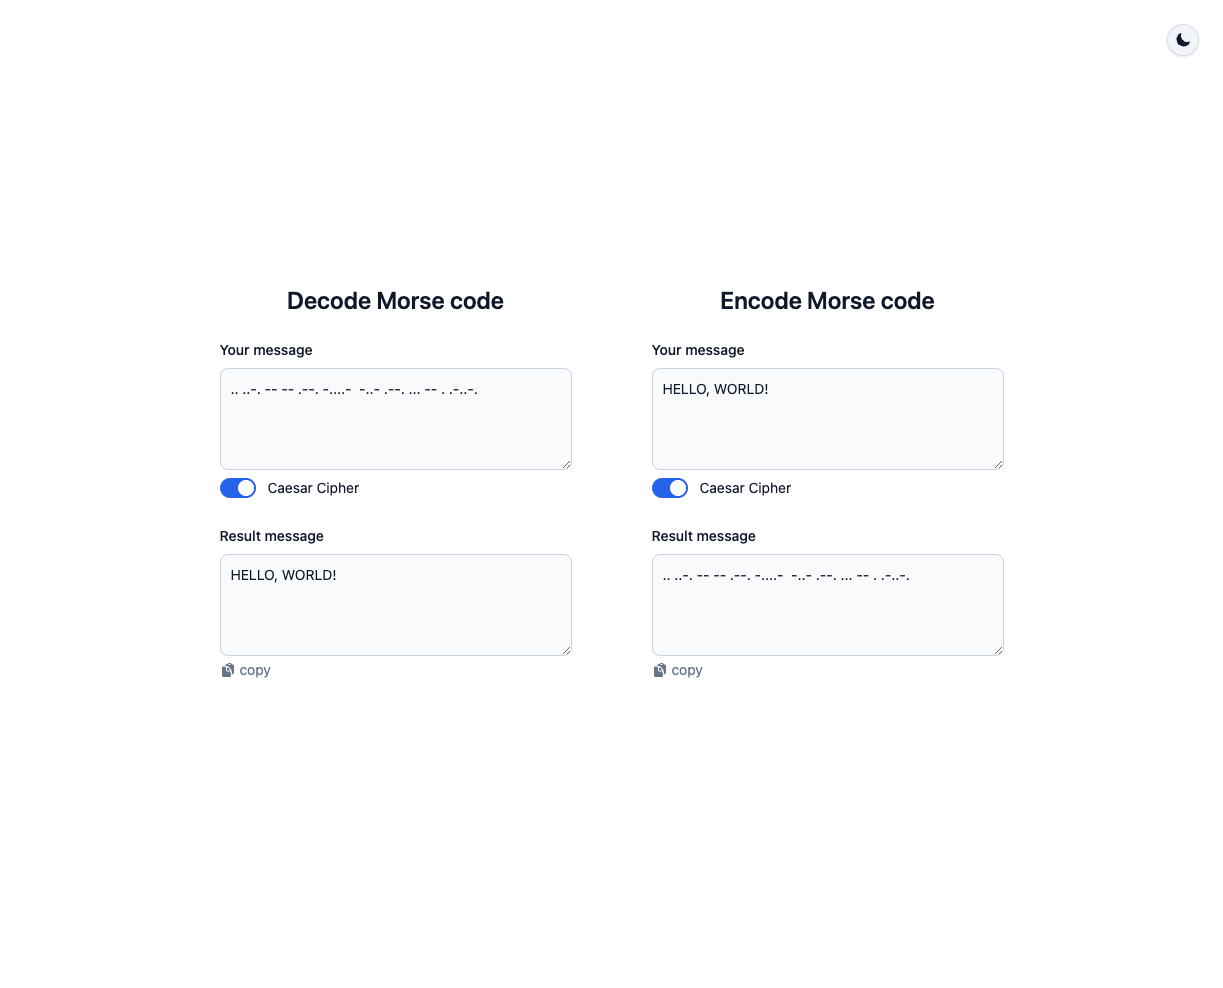 Decode Morse code
Your message
.. ..-. -- -- .--. -....-  -..- .--. ... -- . .-..-.
Caesar Cipher
Result message
HELLO, WORLD!
copy
Encode Morse code
Your message
HELLO, WORLD!
Caesar Cipher
Result message
.. ..-. -- -- .--. -....-  -..- .--. ... -- . .-..-.
copy